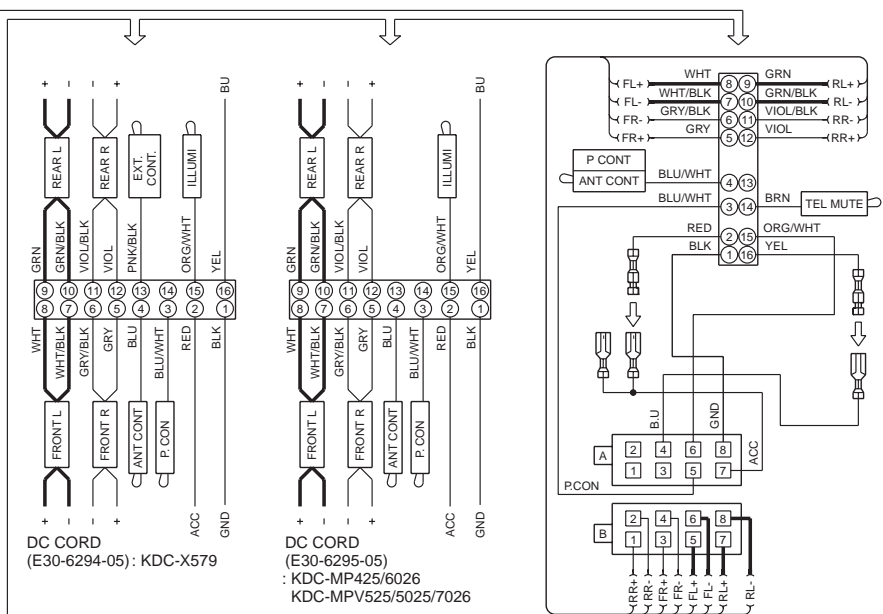 + – – +
BU
REAR L
REAR R
EXT. CONT.
ILLUMI
GRN
GRN/BLK
VIOL/BLK
VIOL
PNK/BLK
ORG/WHT
YEL
9 10 11 12 13 14 15 16
8 7 6 5 4 3 2 1
WHT
WHT/BLK
GRY/BLK
GRY
BLU
BLU/WHT
RED
BLK
FRONT L
FRONT R
ANT CONT
P. CON
+ – – +
ACC
GND
DC CORD
(E30-6294-05) : KDC-X579
+ – – +
BU
REAR L
REAR R
ILLUMI
GRN
GRN/BLK
VIOL/BLK
VIOL
ORG/WHT
YEL
9 10 11 12 13 14 15 16
8 7 6 5 4 3 2 1
WHT
WHT/BLK
GRY/BLK
GRY
BLU
BLU/WHT
RED
BLK
FRONT L
FRONT R
ANT CONT
P. CON
+ – – +
ACC
GND
DC CORD
(E30-6295-05)
: KDC-MP425/6026
KDC-MPV525/5025/7026
FL+ WHT 8 9 GRN RL+
FL- WHT/BLK 7 10 GRN/BLK RL-
FR- GRY/BLK 6 11 VIOL/BLK RR-
FR+ GRY 5 12 VIOL RR+
P CONT
ANT CONT BLU/WHT 4 13
BLU/WHT 3 14 BRN TEL MUTE
RED 2 15 ORG/WHT
BLK 1 16 YEL
B.U
GND
ACC
A
2 4 6 8
1 3 5 7
P.CON
B
2 4 6 8
1 3 5 7
RR+
RR-
FR+
FR-
FL+
FL-
RL+
RL-